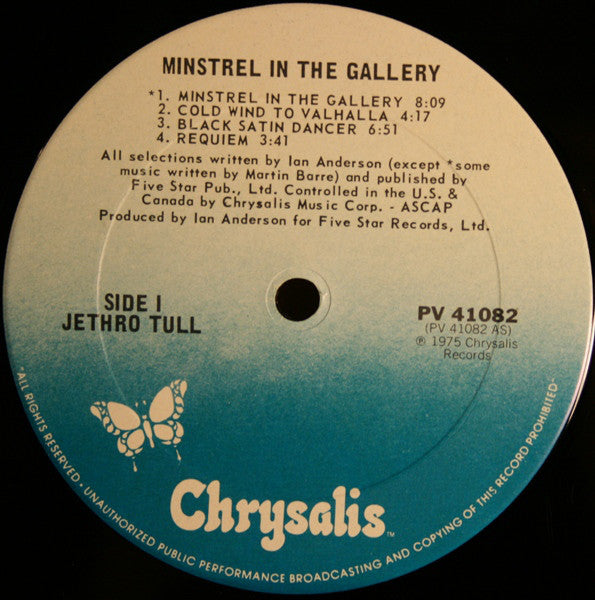 MINSTREL IN THE GALLERY
*1. MINSTREL IN THE GALLERY 8:09
2. COLD WIND TO VALHALLA 4:17
3. BLACK SATIN DANCER 6:51
4. REQUIEM 3:41
All selections written by Ian Anderson (except *some
music written by Martin Barre) and published by
Five Star Pub., Ltd. Controlled in the U.S. &
Canada by Chrysalis Music Corp. - ASCAP
Produced by Ian Anderson for Five Star Records, Ltd.
SIDE I
JETHRO TULL
PV 41082
(PV 41082 AS)
℗ 1975 Chrysalis
Records
Chrysalis™
"ALL RIGHTS RESERVED. UNAUTHORIZED PUBLIC PERFORMANCE BROADCASTING AND COPYING OF THIS RECORD PROHIBITED"